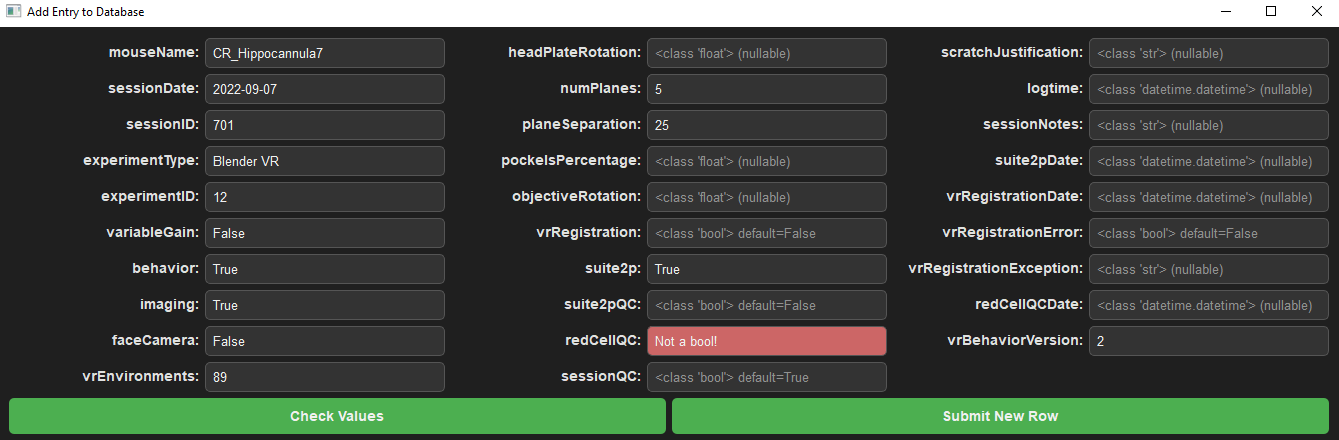 Add Entry to Database
mouseName: CR_Hippocannula7
sessionDate: 2022-09-07
sessionID: 701
experimentType: Blender VR
experimentID: 12
variableGain: False
behavior: True
imaging: True
faceCamera: False
vrEnvironments: 89
headPlateRotation: <class 'float'> (nullable)
numPlanes: 5
planeSeparation: 25
pockelsPercentage: <class 'float'> (nullable)
objectiveRotation: <class 'float'> (nullable)
vrRegistration: <class 'bool'> default=False
suite2p: True
suite2pQC: <class 'bool'> default=False
redCellQC: Not a bool!
sessionQC: <class 'bool'> default=True
scratchJustification: <class 'str'> (nullable)
logtime: <class 'datetime.datetime'> (nullable)
sessionNotes: <class 'str'> (nullable)
suite2pDate: <class 'datetime.datetime'> (nullable)
vrRegistrationDate: <class 'datetime.datetime'> (nullable)
vrRegistrationError: <class 'bool'> default=False
vrRegistrationException: <class 'str'> (nullable)
redCellQCDate: <class 'datetime.datetime'> (nullable)
vrBehaviorVersion: 2
Check Values
Submit New Row